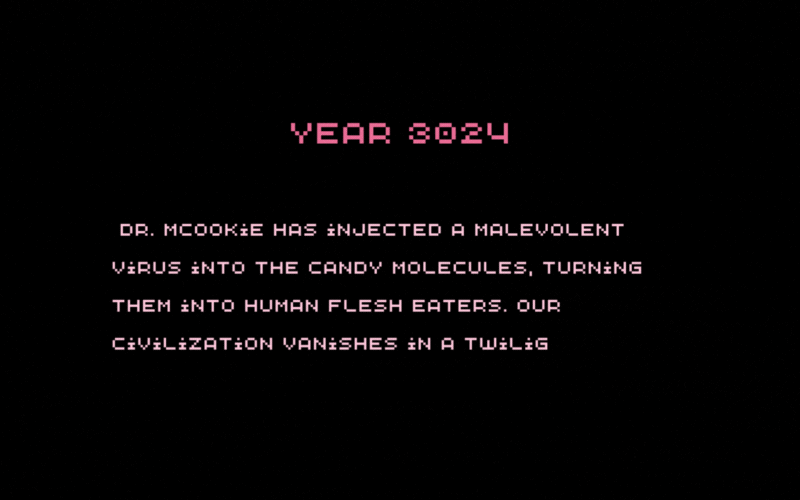 YEAR 3024
DR. MCOOKiE HAS iNJECTED A MALEVOLENT
ViRUS iNTO THE CANDY MOLECULES, TURNiNG
THEM iNTO HUMAN FLESH EATERS. OUR
CiViLiZATiON VANiSHES iN A TWiLiG